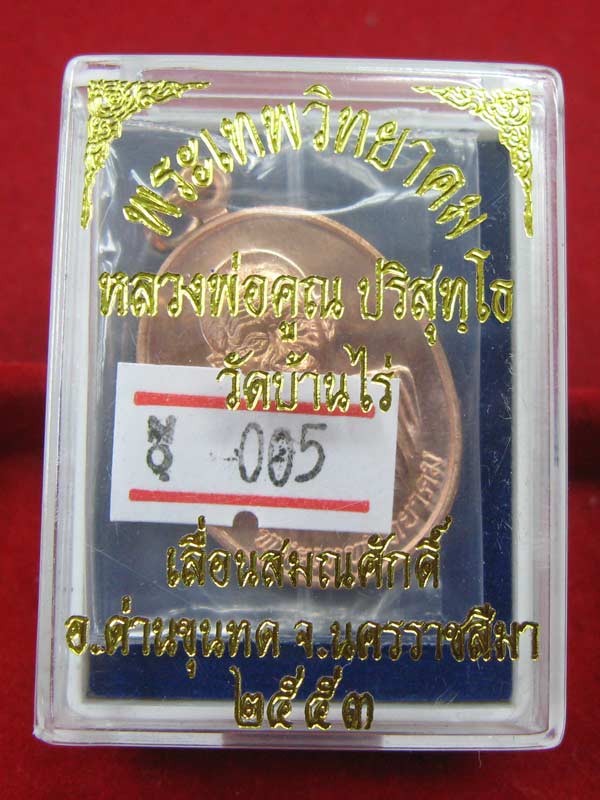 พระเทพวิทยาคม
หลวงพ่อคูณ ปริสุทฺโธ
วัดบ้านไร่
005
เลื่อนสมณศักดิ์
อ.ด่านขุนทด จ.นครราชสีมา
๒๕๕๓